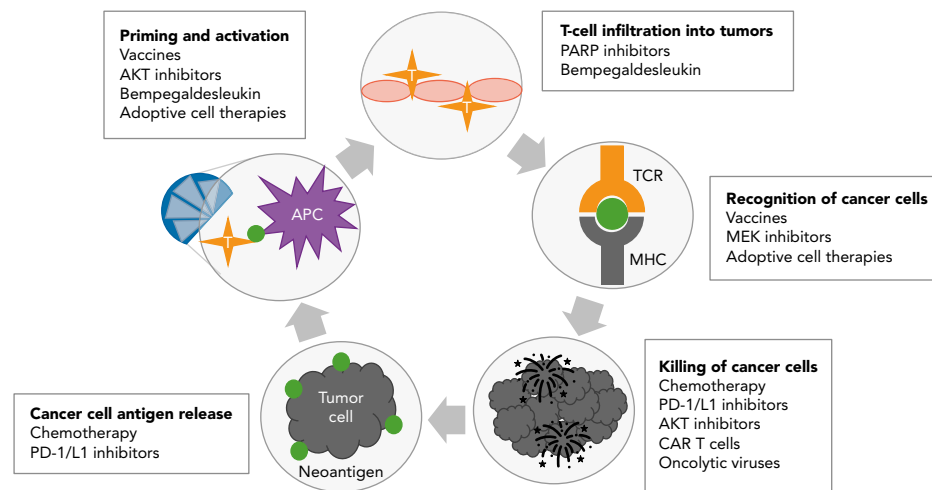 Priming and activation
Vaccines
AKT inhibitors
Bempegaldesleukin
Adoptive cell therapies
T
T
T-cell infiltration into tumors
PARP inhibitors
Bempegaldesleukin
T
APC
TCR
MHC
Recognition of cancer cells
Vaccines
MEK inhibitors
Adoptive cell therapies
Cancer cell antigen release
Chemotherapy
PD-1/L1 inhibitors
Tumor
cell
Neoantigen
Killing of cancer cells
Chemotherapy
PD-1/L1 inhibitors
AKT inhibitors
CAR T cells
Oncolytic viruses